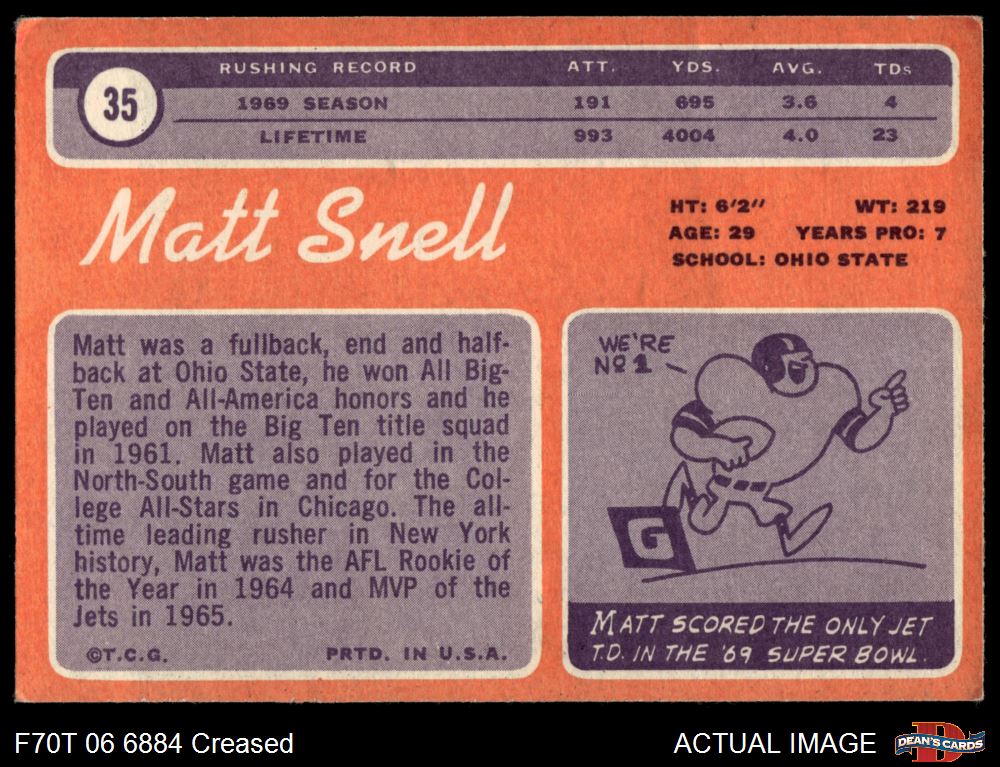 35
RUSHING RECORD ATT. YDS. AVG. TDs
1969 SEASON 191 695 3.6 4
LIFETIME 993 4004 4.0 23
Matt Snell
HT: 6'2" WT: 219
AGE: 29 YEARS PRO: 7
SCHOOL: OHIO STATE
Matt was a fullback, end and half-
back at Ohio State, he won All Big-
Ten and All-America honors and he
played on the Big Ten title squad
in 1961. Matt also played in the
North-South game and for the Col-
lege All-Stars in Chicago. The all-
time leading rusher in New York
history, Matt was the AFL Rookie of
the Year in 1964 and MVP of the
Jets in 1965.
©T.C.G. PRTD. IN U.S.A.
WE'RE
Nº 1
G
MATT SCORED THE ONLY JET
T.D. IN THE '69 SUPER BOWL.
F70T 06 6884 Creased
ACTUAL IMAGE
D
DEAN'S CARDS